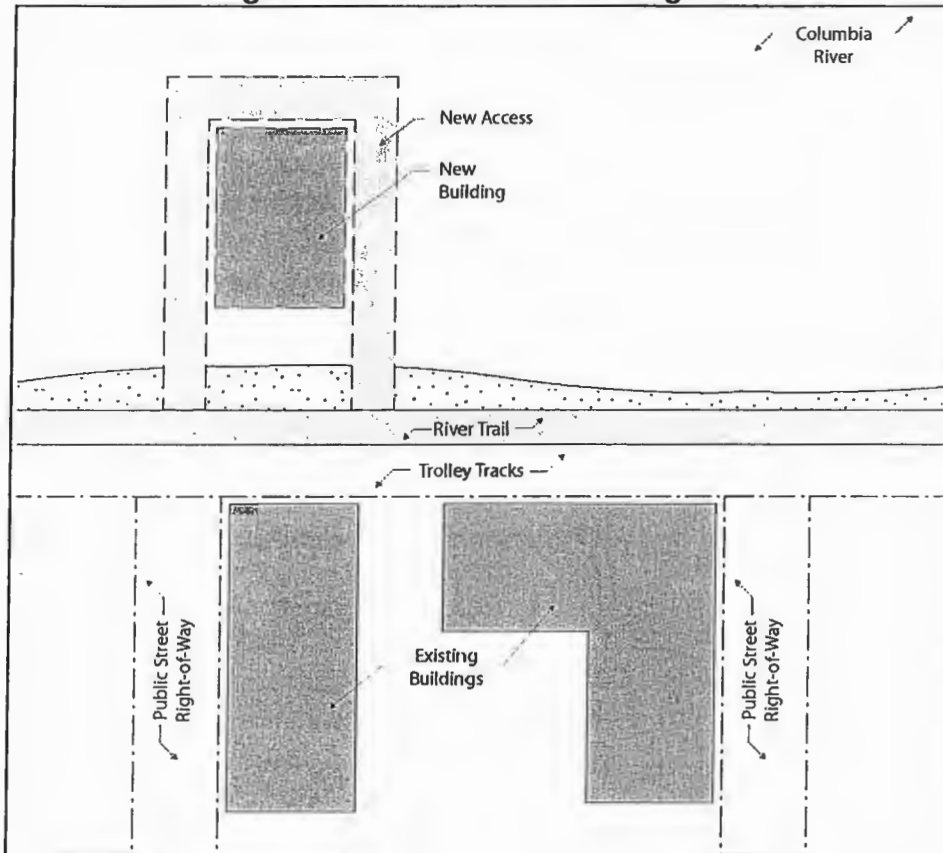 Columbia
River
New Access
New
Building
River Trail
Trolley Tracks
Public Street
Right-of-Way
Existing
Buildings
Public Street
Right-of-Way